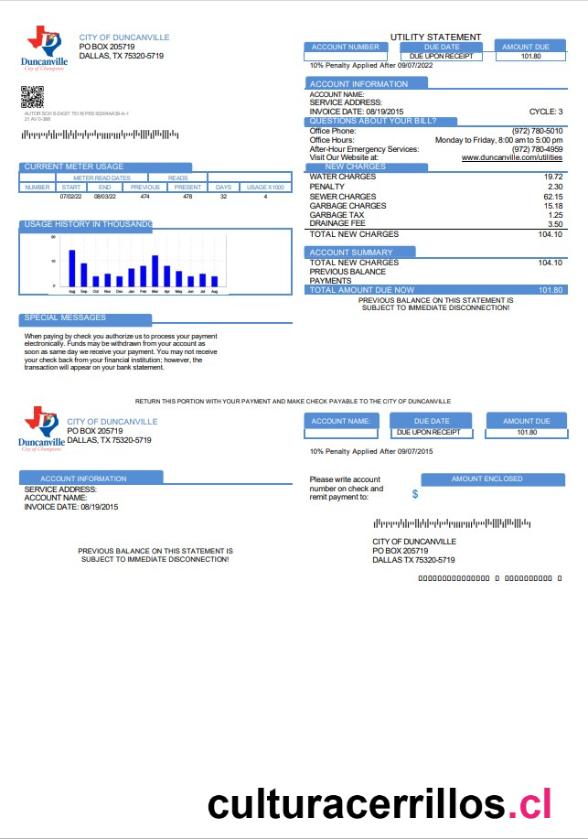 Duncanville
City of Champions
CITY OF DUNCANVILLE
PO BOX 205719
DALLAS, TX 75320-5719
UTILITY STATEMENT
ACCOUNT NUMBER DUE DATE AMOUNT DUE
DUE UPON RECEIPT 101.80
10% Penalty Applied After 09/07/2022
ACCOUNT INFORMATION
ACCOUNT NAME:
SERVICE ADDRESS:
INVOICE DATE: 08/19/2015 CYCLE: 3
QUESTIONS ABOUT YOUR BILL?
Office Phone: (972) 780-5010
Office Hours: Monday to Friday, 8:00 am to 5:00 pm
After-Hour Emergency Services: (972) 780-4959
Visit Our Website at: www.duncanville.com/utilities
NEW CHARGES
WATER CHARGES 19.72
PENALTY 2.30
SEWER CHARGES 62.15
GARBAGE CHARGES 15.18
GARBAGE TAX 1.25
DRAINAGE FEE 3.50
TOTAL NEW CHARGES 104.10
ACCOUNT SUMMARY
TOTAL NEW CHARGES 104.10
PREVIOUS BALANCE
PAYMENTS
TOTAL AMOUNT DUE NOW 101.80
PREVIOUS BALANCE ON THIS STATEMENT IS
SUBJECT TO IMMEDIATE DISCONNECTION!
CURRENT METER USAGE
METER READ DATES READS
NUMBER START END PREVIOUS PRESENT DAYS USAGE X1000
07/02/22 08/03/22 474 478 32 4
USAGE HISTORY IN THOUSAND
Aug Sep Oct Nov Dec Jan Feb Mar Apr May Jun Jul Aug
SPECIAL MESSAGES
When paying by check you authorize us to process your payment
electronically. Funds may be withdrawn from your account as
soon as same day we receive your payment. You may not receive
your check back from your financial institution; however, the
transaction will appear on your bank statement.
RETURN THIS PORTION WITH YOUR PAYMENT AND MAKE CHECK PAYABLE TO THE CITY OF DUNCANVILLE
Duncanville
City of Champions
CITY OF DUNCANVILLE
PO BOX 205719
DALLAS, TX 75320-5719
ACCOUNT NAME: DUE DATE AMOUNT DUE
DUE UPON RECEIPT 101.80
10% Penalty Applied After 09/07/2015
ACCOUNT INFORMATION
SERVICE ADDRESS:
ACCOUNT NAME:
INVOICE DATE: 08/19/2015
Please write account
number on check and
remit payment to:
AMOUNT ENCLOSED
$
CITY OF DUNCANVILLE
PO BOX 205719
DALLAS TX 75320-5719
PREVIOUS BALANCE ON THIS STATEMENT IS
SUBJECT TO IMMEDIATE DISCONNECTION!
culturacerrillos.cl